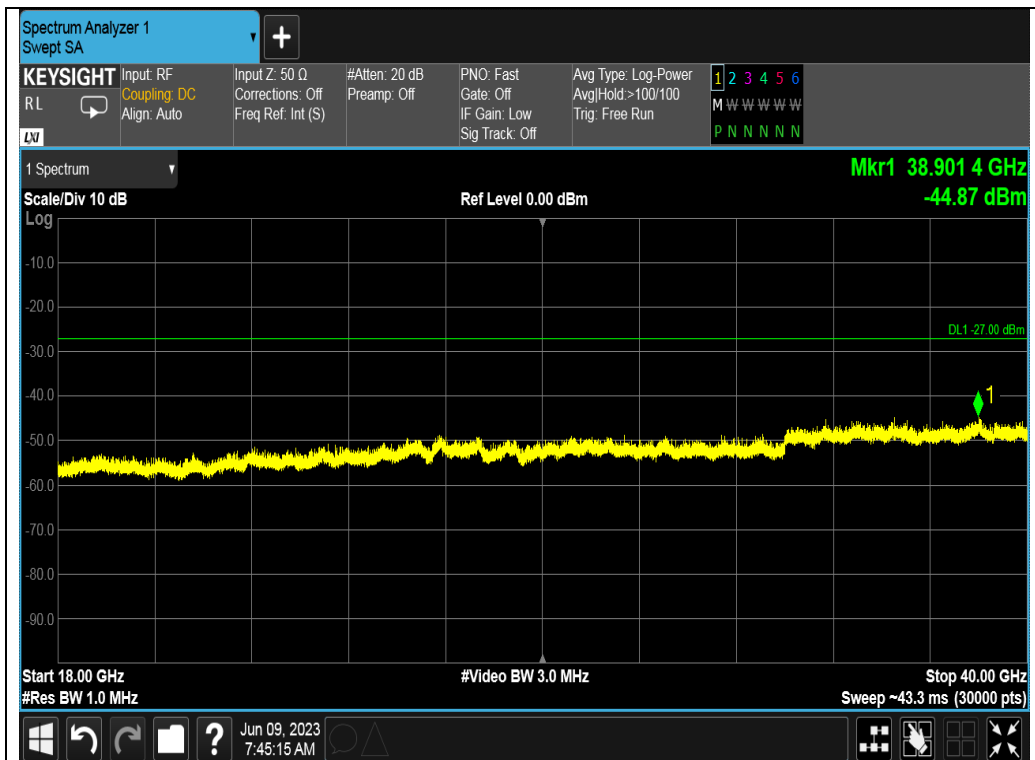 Spectrum Analyzer 1
Swept SA
+
KEYSIGHT
RL
LXI
Input: RF
Coupling: DC
Align: Auto
Input Z: 50 Ω
Corrections: Off
Freq Ref: Int (S)
#Atten: 20 dB
Preamp: Off
PNO: Fast
Gate: Off
IF Gain: Low
Sig Track: Off
Avg Type: Log-Power
Avg|Hold:>100/100
Trig: Free Run
1 2 3 4 5 6
M W W W W W
P N N N N N
1 Spectrum
Mkr1 38.901 4 GHz
-44.87 dBm
Scale/Div 10 dB
Ref Level 0.00 dBm
Log
-10.0
-20.0
DL1 -27.00 dBm
-30.0
-40.0
1
-50.0
-60.0
-70.0
-80.0
-90.0
Start 18.00 GHz
#Video BW 3.0 MHz
Stop 40.00 GHz
#Res BW 1.0 MHz
Sweep ~43.3 ms (30000 pts)
?
Jun 09, 2023
7:45:15 AM